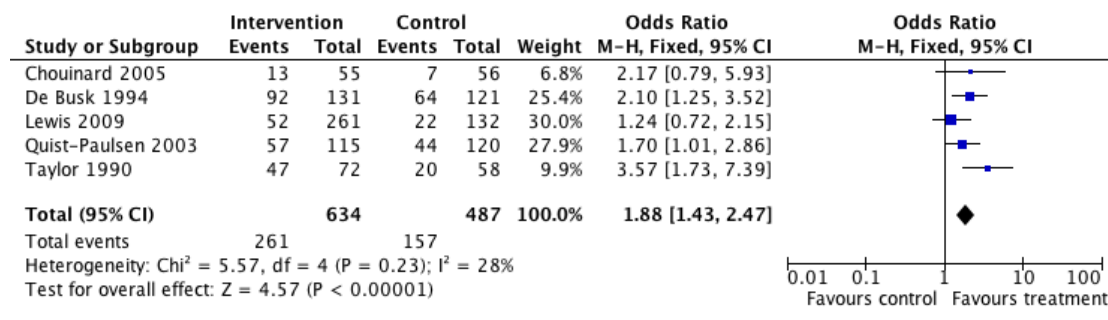 Intervention Control Odds Ratio Odds Ratio
Study or Subgroup Events Total Events Total Weight M-H, Fixed, 95% CI M-H, Fixed, 95% CI
Chouinard 2005 13 55 7 56 6.8% 2.17 [0.79, 5.93]
De Busk 1994 92 131 64 121 25.4% 2.10 [1.25, 3.52]
Lewis 2009 52 261 22 132 30.0% 1.24 [0.72, 2.15]
Quist-Paulsen 2003 57 115 44 120 27.9% 1.70 [1.01, 2.86]
Taylor 1990 47 72 20 58 9.9% 3.57 [1.73, 7.39]
Total (95% CI) 634 487 100.0% 1.88 [1.43, 2.47]
Total events 261 157
Heterogeneity: Chi² = 5.57, df = 4 (P = 0.23); I² = 28%
Test for overall effect: Z = 4.57 (P < 0.00001)
0.01 0.1 1 10 100
Favours control Favours treatment